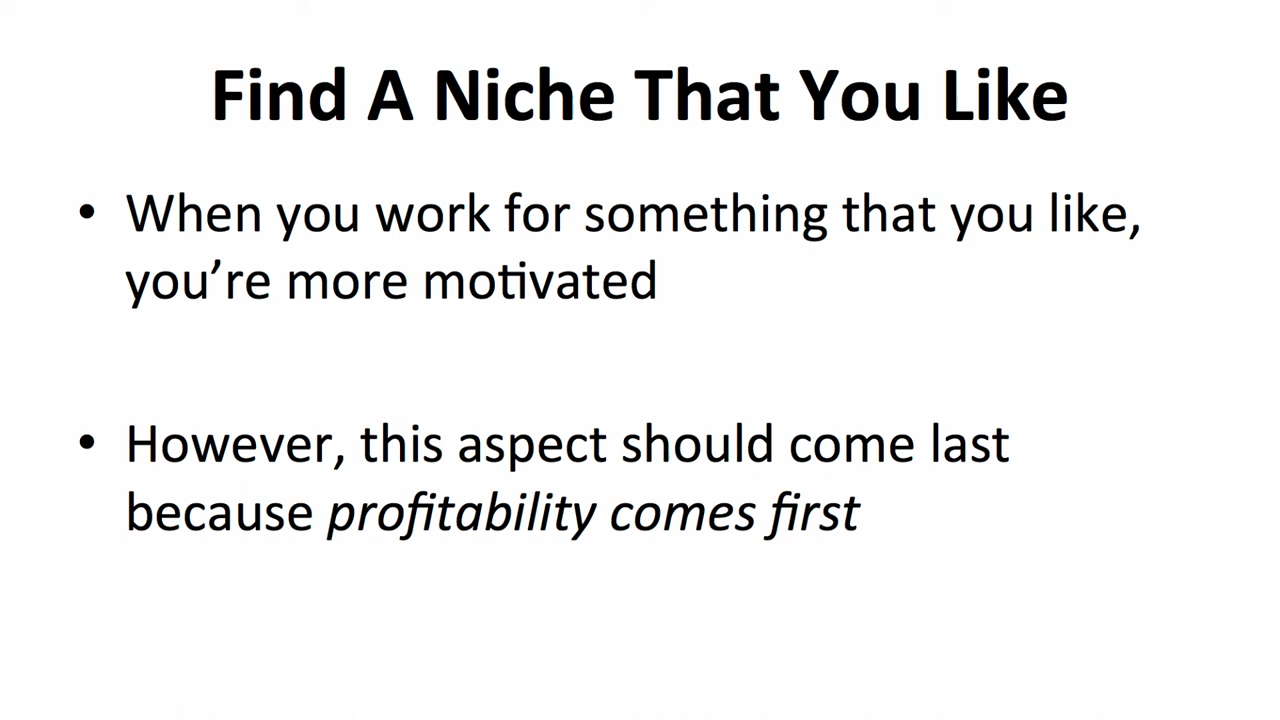 Find A Niche That You Like
• When you work for something that you like,
you’re more motivated
• However, this aspect should come last
because profitability comes first